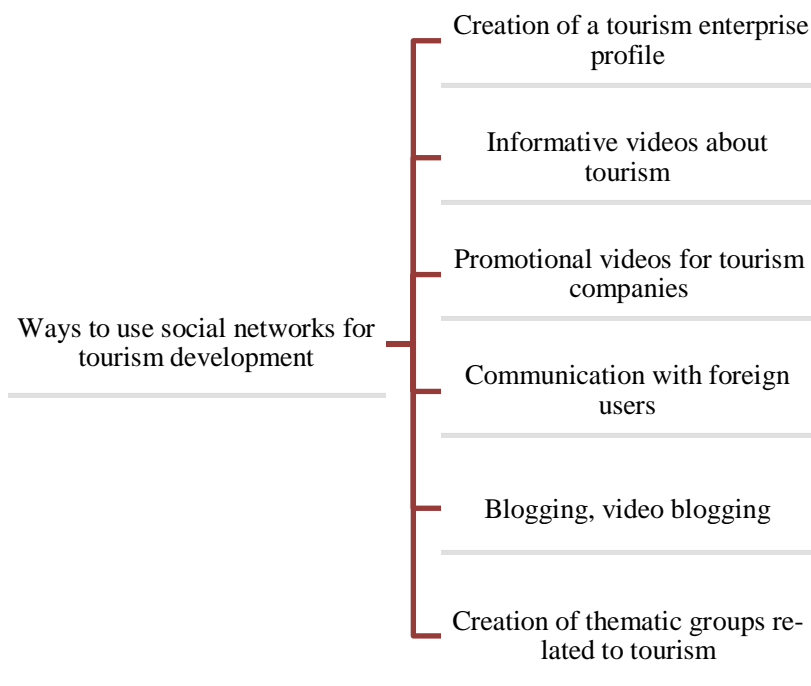 Ways to use social networks for
tourism development
Creation of a tourism enterprise
profile
Informative videos about
tourism
Promotional videos for tourism
companies
Communication with foreign
users
Blogging, video blogging
Creation of thematic groups re-
lated to tourism